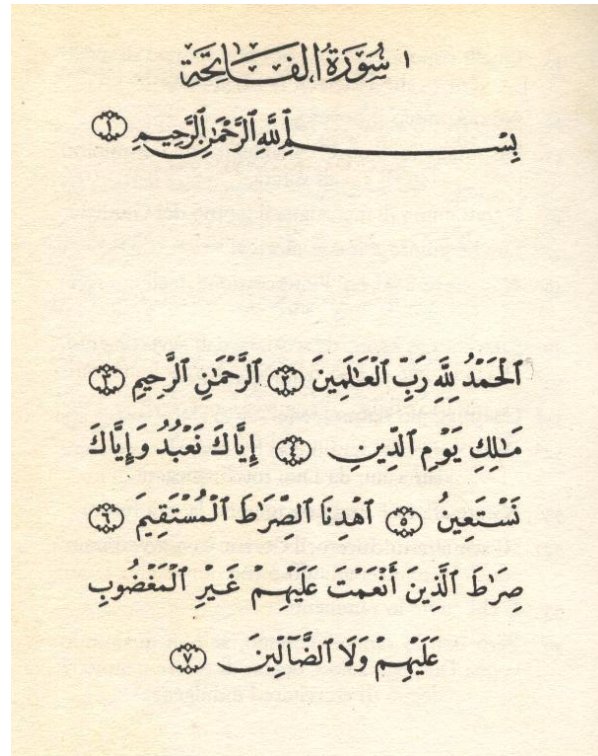 ١ سُورَةُ الفَاتِحَةِ
بِسْمِ ٱللَّهِ ٱلرَّحْمَٰنِ ٱلرَّحِيمِ ١
ٱلْحَمْدُ لِلَّهِ رَبِّ ٱلْعَٰلَمِينَ ٢ ٱلرَّحْمَٰنِ ٱلرَّحِيمِ ٣
مَٰلِكِ يَوْمِ ٱلدِّينِ ٤ إِيَّاكَ نَعْبُدُ وَإِيَّاكَ
نَسْتَعِينُ ٥ ٱهْدِنَا ٱلصِّرَٰطَ ٱلْمُسْتَقِيمَ ٦
صِرَٰطَ ٱلَّذِينَ أَنْعَمْتَ عَلَيْهِمْ غَيْرِ ٱلْمَغْضُوبِ
عَلَيْهِمْ وَلَا ٱلضَّآلِّينَ ٧